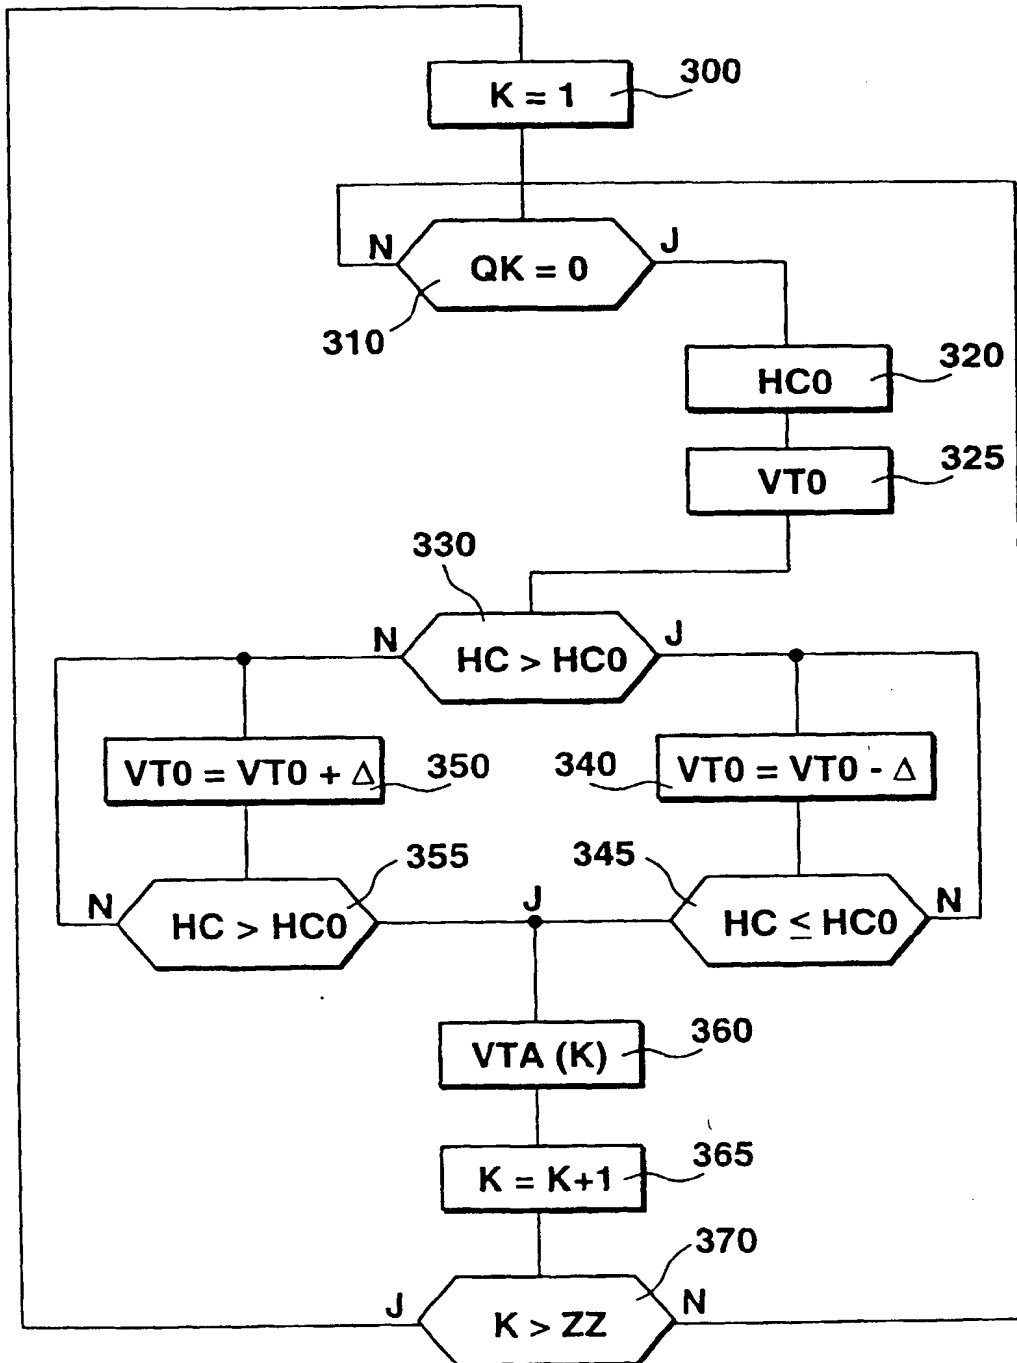 K = 1
300
N
QK = 0
J
310
HC0
320
VT0
325
330
N
HC > HC0
J
VT0 = VT0 + Δ
350
340
VT0 = VT0 - Δ
355
345
N
HC > HC0
J
HC ≤ HC0
N
VTA (K)
360
K = K+1
365
370
J
K > ZZ
N